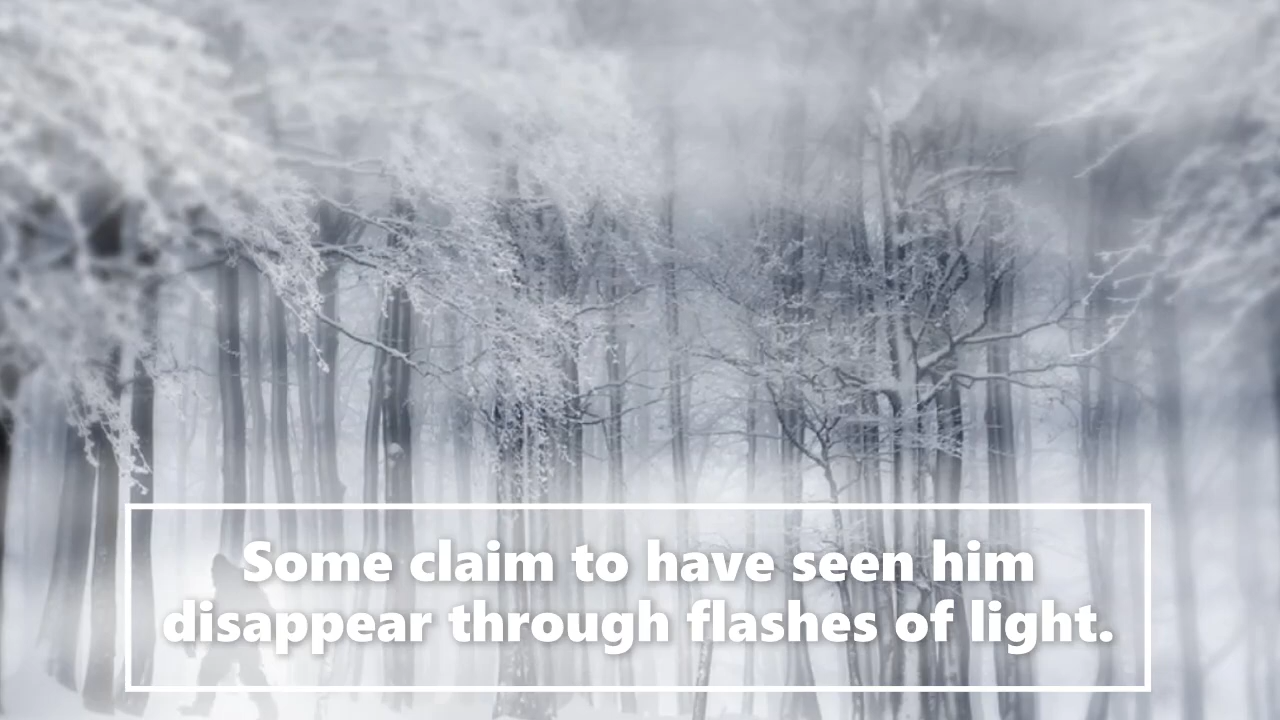 Some claim to have seen him
disappear through flashes of light.